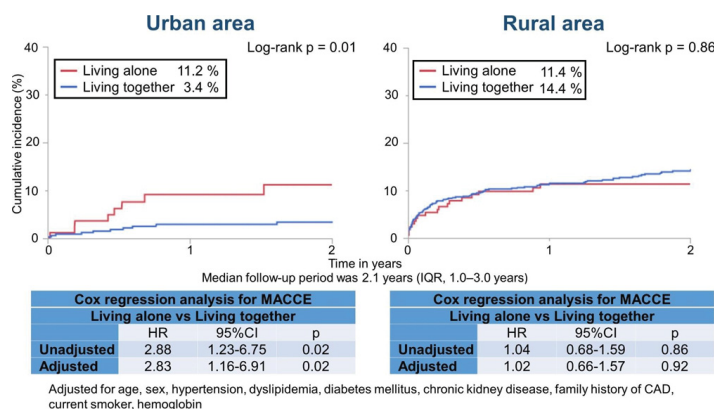 Urban area
Rural area
Log-rank p = 0.01
Log-rank p = 0.86
Cumulative incidence (%)
40
30
20
10
0
Living alone 11.2 %
Living together 3.4 %
0 1 2
40
30
20
10
0
Living alone 11.4 %
Living together 14.4 %
0 1 2
Time in years
Median follow-up period was 2.1 years (IQR, 1.0–3.0 years)
Cox regression analysis for MACCE
Living alone vs Living together
HR 95%CI p
Unadjusted 2.88 1.23-6.75 0.02
Adjusted 2.83 1.16-6.91 0.02
Cox regression analysis for MACCE
Living alone vs Living together
HR 95%CI p
Unadjusted 1.04 0.68-1.59 0.86
Adjusted 1.02 0.66-1.57 0.92
Adjusted for age, sex, hypertension, dyslipidemia, diabetes mellitus, chronic kidney disease, family history of CAD,
current smoker, hemoglobin